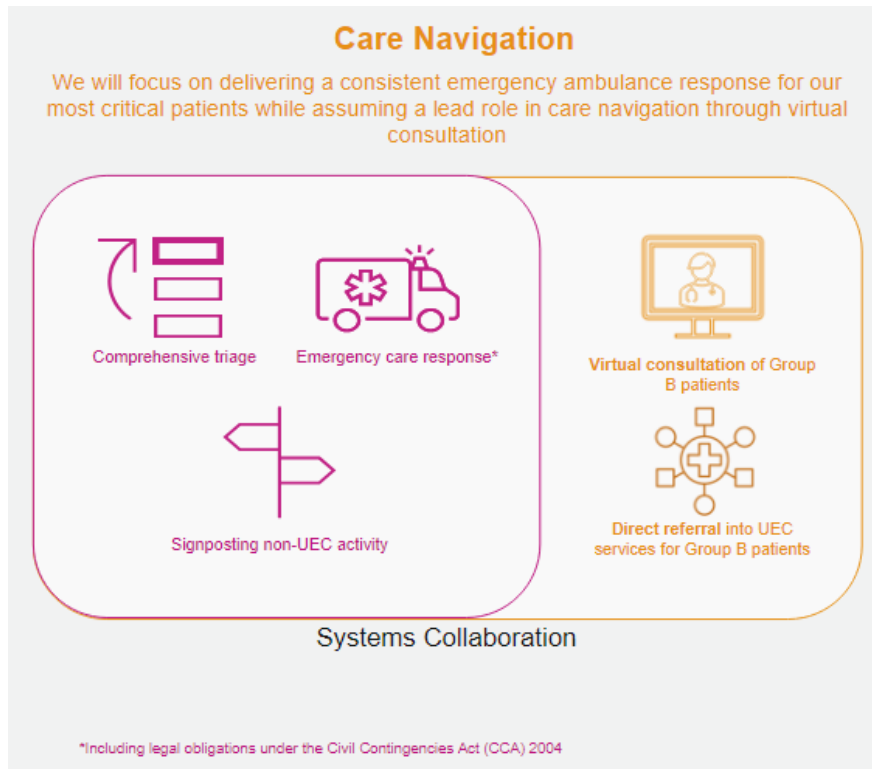 Care Navigation
We will focus on delivering a consistent emergency ambulance response for our
most critical patients while assuming a lead role in care navigation through virtual
consultation
Comprehensive triage
Emergency care response*
Signposting non-UEC activity
Virtual consultation of Group
B patients
Direct referral into UEC
services for Group B patients
Systems Collaboration
*Including legal obligations under the Civil Contingencies Act (CCA) 2004